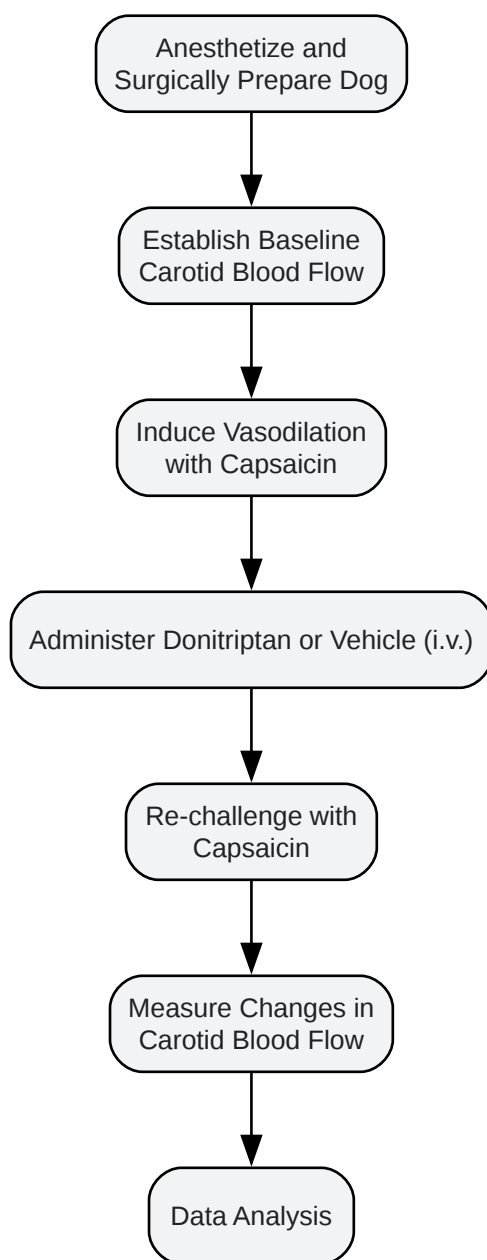 Anesthetize and
Surgically Prepare Dog
Establish Baseline
Carotid Blood Flow
Induce Vasodilation
with Capsaicin
Administer Donitriptan or Vehicle (i.v.)
Re-challenge with
Capsaicin
Measure Changes in
Carotid Blood Flow
Data Analysis